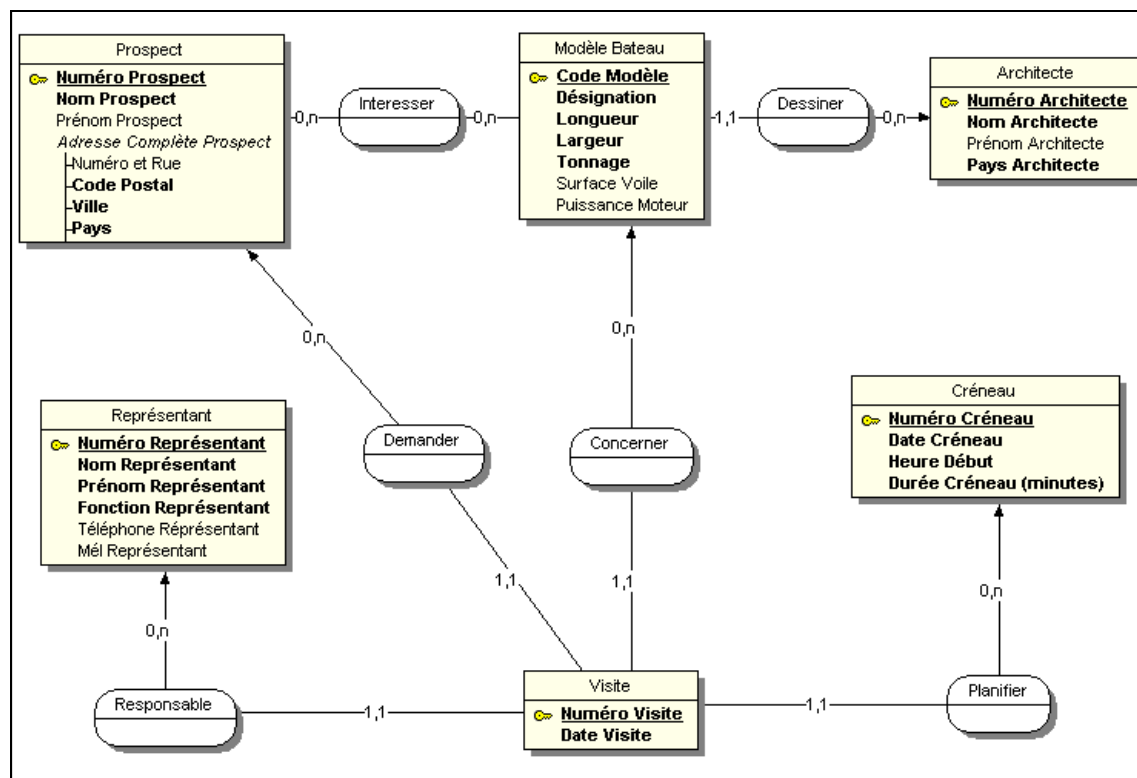 Prospect
Numéro Prospect
Nom Prospect
Prénom Prospect
Adresse Complète Prospect
Numéro et Rue
Code Postal
Ville
Pays
0,n
Interesser
0,n
Modèle Bateau
Code Modèle
Désignation
Longueur
Largeur
Tonnage
Surface Voile
Puissance Moteur
1,1
Dessiner
0,n
Architecte
Numéro Architecte
Nom Architecte
Prénom Architecte
Pays Architecte
0,n
0,n
Représentant
Numéro Représentant
Nom Représentant
Prénom Représentant
Fonction Représentant
Téléphone Réprésentant
Mél Représentant
Demander
Concerner
Créneau
Numéro Créneau
Date Créneau
Heure Début
Durée Créneau (minutes)
1,1
1,1
0,n
0,n
Responsable
1,1
Visite
Numéro Visite
Date Visite
1,1
Planifier